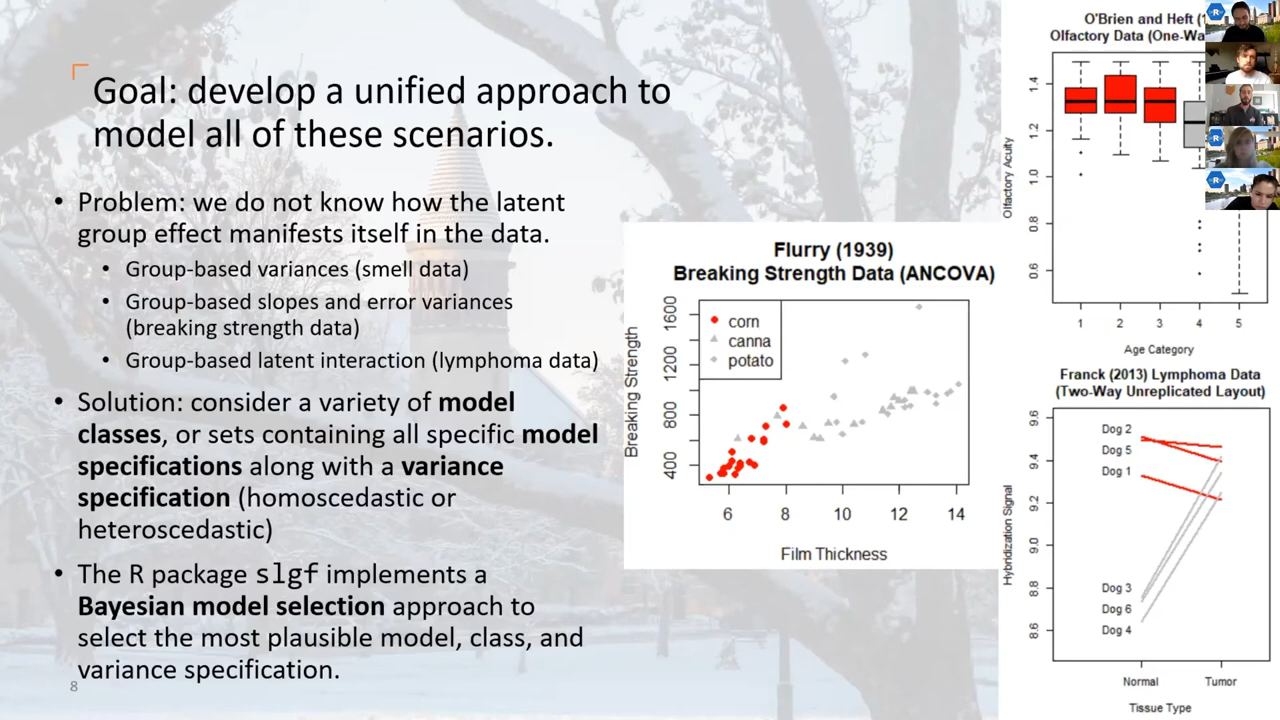 Goal: develop a unified approach to
model all of these scenarios.
• Problem: we do not know how the latent
group effect manifests itself in the data.
• Group-based variances (smell data)
• Group-based slopes and error variances
(breaking strength data)
• Group-based latent interaction (lymphoma data)
• Solution: consider a variety of model
classes, or sets containing all specific model
specifications along with a variance
specification (homoscedastic or
heteroscedastic)
• The R package slgf implements a
Bayesian model selection approach to
select the most plausible model, class, and
variance specification.
8
Flurry (1939)
Breaking Strength Data (ANCOVA)
Breaking Strength
1600
1200
800
400
corn
canna
potato
6 8 10 12 14
Film Thickness
O'Brien and Heft (1
Olfactory Data (One-Wa
Olfactory Acuity
1.4
1.2
1.0
0.8
0.6
1 2 3 4 5
Age Category
Franck (2013) Lymphoma Data
(Two-Way Unreplicated Layout)
Hybridization Signal
9.6
9.4
9.2
9.0
8.8
8.6
Dog 2
Dog 5
Dog 1
Dog 3
Dog 6
Dog 4
Normal Tumor
Tissue Type
R
R
R